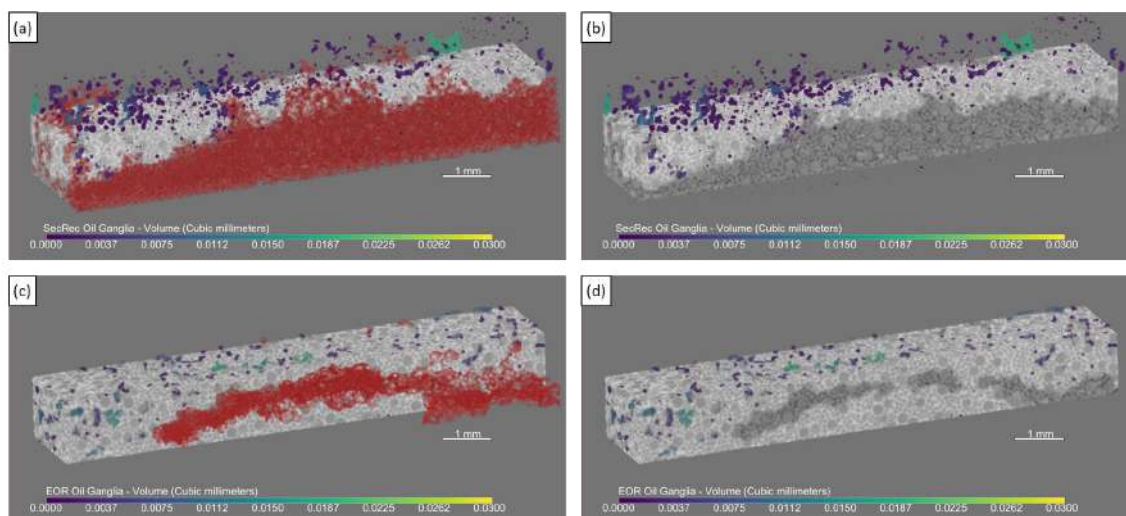 (a)
1 mm
SecRec Oil Ganglia - Volume (Cubic millimeters)
0.0000 0.0037 0.0075 0.0112 0.0150 0.0187 0.0225 0.0262 0.0300
(b)
1 mm
SecRec Oil Ganglia - Volume (Cubic millimeters)
0.0000 0.0037 0.0075 0.0112 0.0150 0.0187 0.0225 0.0262 0.0300
(c)
1 mm
EOR Oil Ganglia - Volume (Cubic millimeters)
0.0000 0.0037 0.0075 0.0112 0.0150 0.0187 0.0225 0.0262 0.0300
(d)
1 mm
EOR Oil Ganglia - Volume (Cubic millimeters)
0.0000 0.0037 0.0075 0.0112 0.0150 0.0187 0.0225 0.0262 0.0300